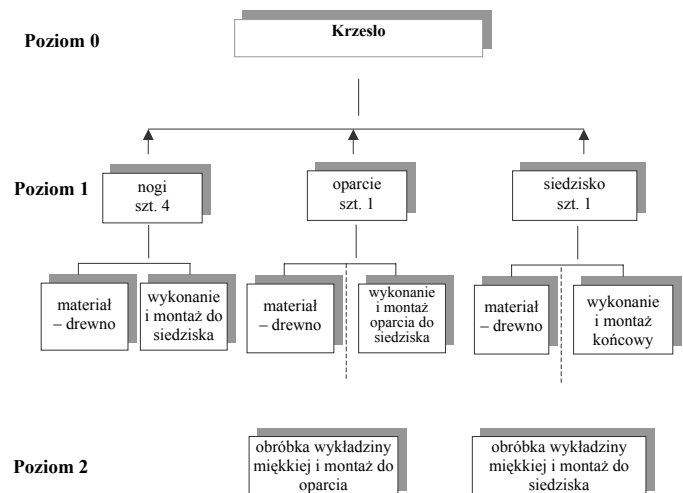 Poziom 0
Krzesło
Poziom 1
nogi
szt. 4
oparcie
szt. 1
siedzisko
szt. 1
materiał
– drewno
wykonanie
i montaż do
siedziska
materiał
– drewno
wykonanie
i montaż
oparcia do
siedziska
materiał
– drewno
wykonanie
i montaż
końcowy
Poziom 2
obróbka wykładziny
miękkiej i montaż do
oparcia
obróbka wykładziny
miękkiej i montaż do
siedziska